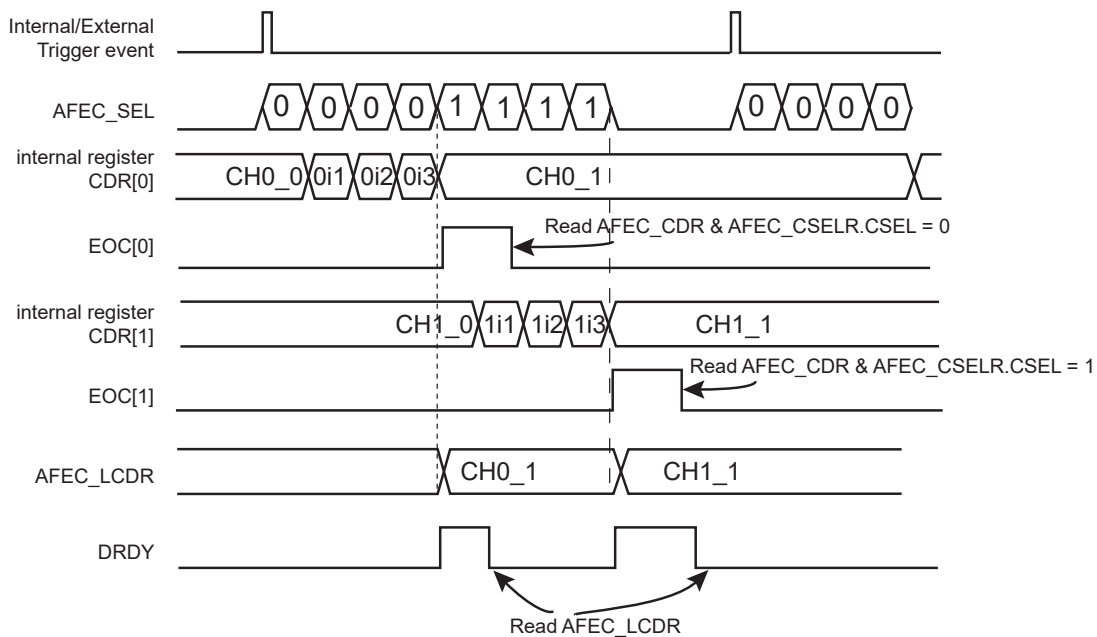 Internal/External
Trigger event
AFEC_SEL
0 0 0 0 1 1 1 1 0 0 0 0
internal register
CDR[0]
CH0_0 0i1 0i2 0i3 CH0_1
EOC[0]
Read AFEC_CDR & AFEC_CSELR.CSEL = 0
internal register
CDR[1]
CH1_0 1i1 1i2 1i3 CH1_1
EOC[1]
Read AFEC_CDR & AFEC_CSELR.CSEL = 1
AFEC_LCDR
CH0_1 CH1_1
DRDY
Read AFEC_LCDR